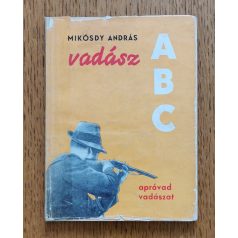 MIKÓSDY ANDRÁS
vadász
A
B
C
apróvad
vadászat